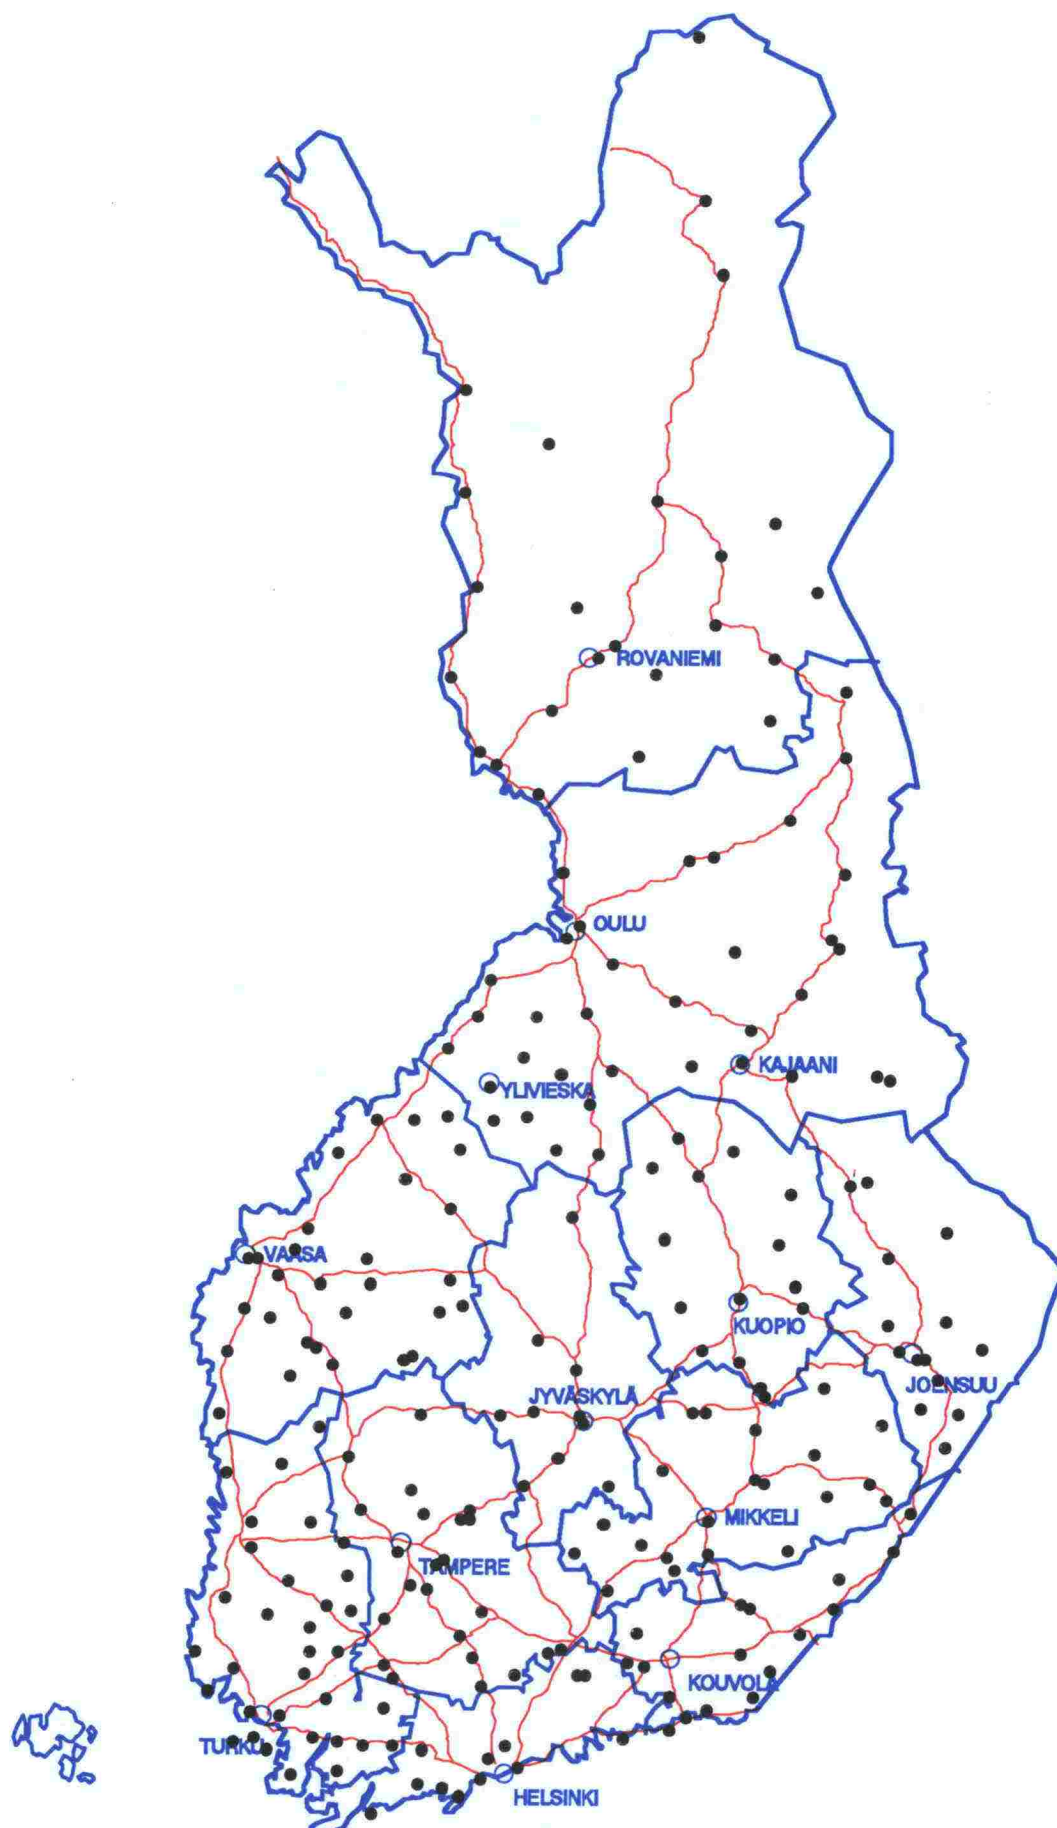 ROVANIEMI
OULU
KAJAANI
YLIVIESKA
VAASA
KUOPIO
JOENSUU
JYVÄSKYLÄ
MIKKELI
TAMPERE
KOUVOLA
TURKU
HELSINKI